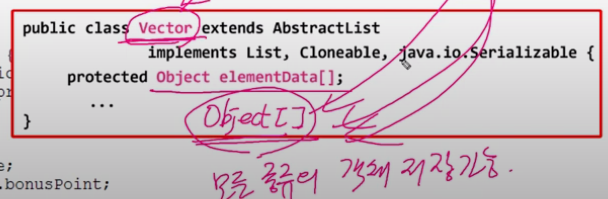 public class Vector extends AbstractList
implements List, Cloneable, java.io.Serializable {
protected Object elementData[];
...
Object[]
}
모든 종류의 객체 저장가능.
.bonusPoint;